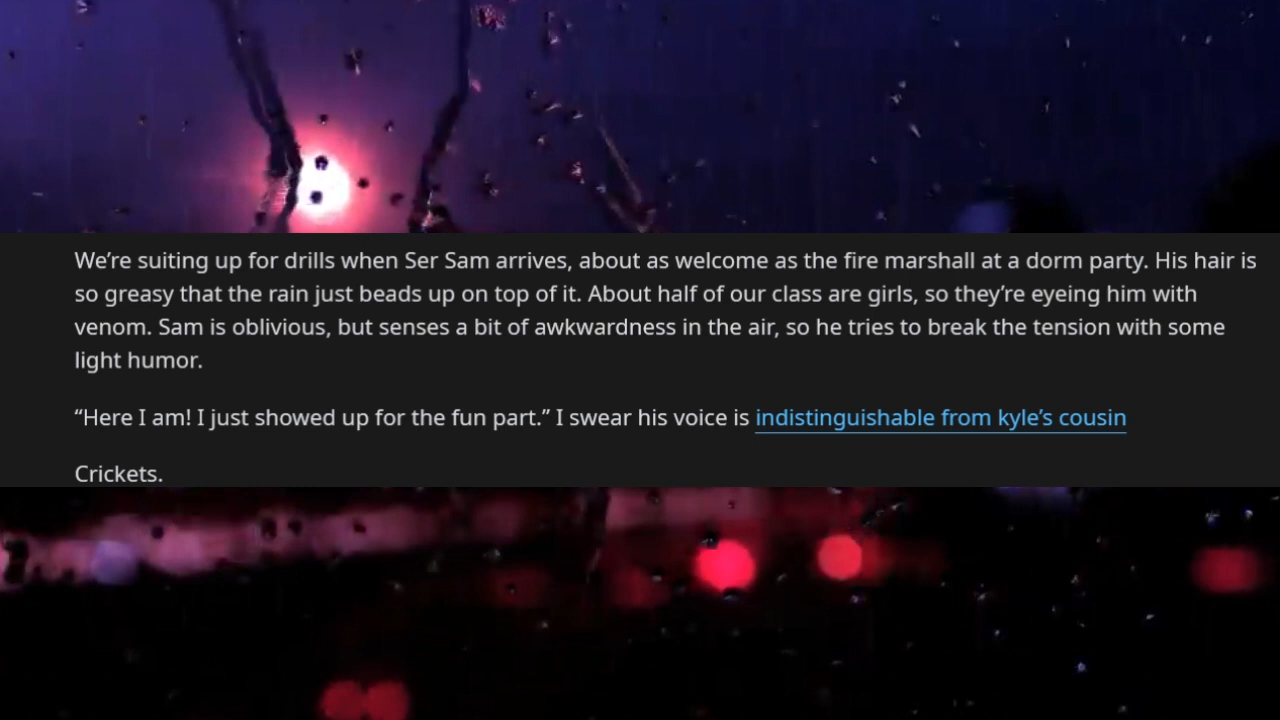 We’re suiting up for drills when Ser Sam arrives, about as welcome as the fire marshall at a dorm party. His hair is
so greasy that the rain just beads up on top of it. About half of our class are girls, so they’re eyeing him with
venom. Sam is oblivious, but senses a bit of awkwardness in the air, so he tries to break the tension with some
light humor.
“Here I am! I just showed up for the fun part.” I swear his voice is indistinguishable from kyle’s cousin
Crickets.